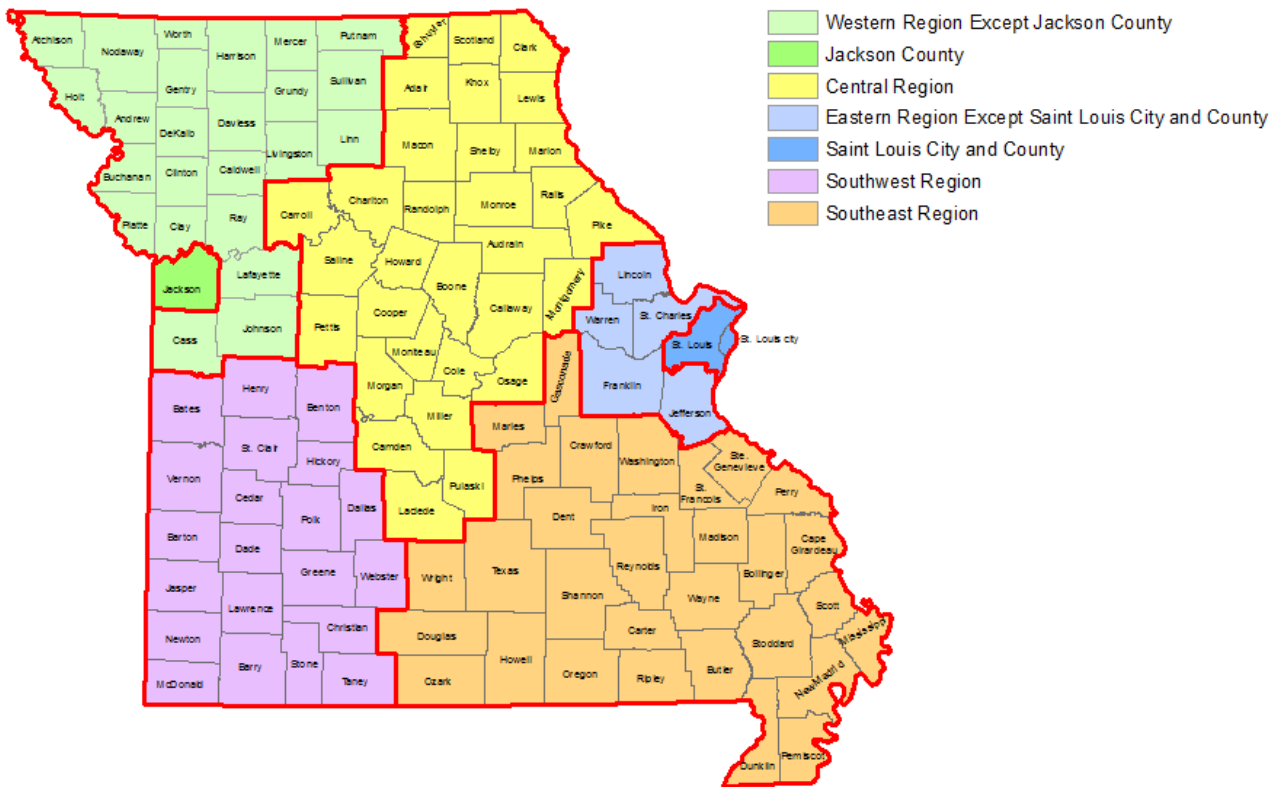 Western Region Except Jackson County
Jackson County
Central Region
Eastern Region Except Saint Louis City and County
Saint Louis City and County
Southwest Region
Southeast Region
Atchison
Nodaway
Worth
Harrison
Mercer
Putnam
Schuyler
Scotland
Clark
Holt
Gentry
Grundy
Sullivan
Adair
Knox
Lewis
Andrew
DeKalb
Daviess
Livingston
Linn
Macon
Shelby
Marion
Buchanan
Clinton
Caldwell
Carroll
Chariton
Randolph
Monroe
Ralls
Pike
Platte
Clay
Ray
Audrain
Jackson
Lafayette
Saline
Howard
Boone
Callaway
Montgomery
Lincoln
Cass
Johnson
Pettis
Cooper
Moniteau
Cole
Osage
Gasconade
Warren
St. Charles
St. Louis
St. Louis city
Franklin
Jefferson
Bates
Henry
Benton
Morgan
Miller
Maries
Camden
Vernon
St. Clair
Hickory
Pulaski
Phelps
Crawford
Washington
Ste.
Genevieve
St.
Francois
Perry
Cedar
Polk
Dallas
Laclede
Dent
Iron
Madison
Cape
Girardeau
Barton
Dade
Greene
Webster
Wright
Texas
Reynolds
Bollinger
Jasper
Lawrence
Shannon
Wayne
Scott
Mississippi
Newton
Christian
Douglas
Carter
Stoddard
McDonald
Barry
Stone
Taney
Ozark
Howell
Oregon
Ripley
Butler
New Madrid
Dunklin
Pemiscot